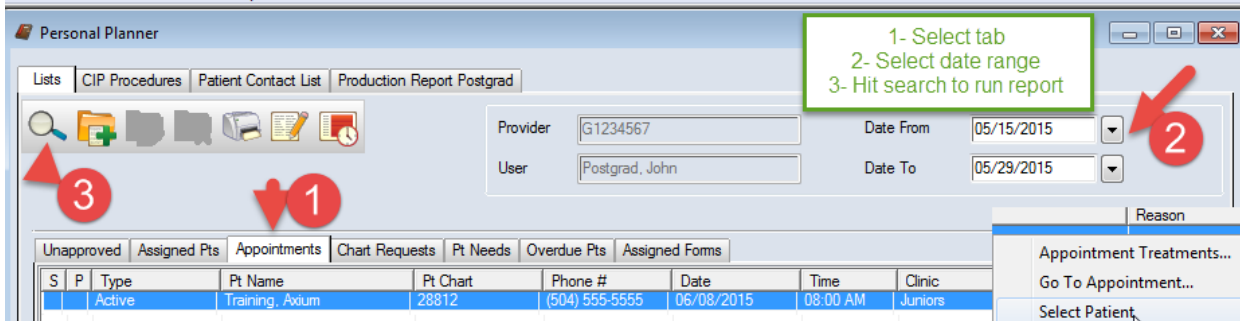 Personal Planner
1- Select tab
2- Select date range
3- Hit search to run report
Lists CIP Procedures Patient Contact List Production Report Postgrad
Provider G1234567 Date From 05/15/2015
2
User Postgrad, John Date To 05/29/2015
3
1
Reason
Unapproved Assigned Pts Appointments Chart Requests Pt Needs Overdue Pts Assigned Forms
Appointment Treatments...
S P Type Pt Name Pt Chart Phone # Date Time Clinic
Go To Appointment...
Active Training, Axium 28812 (504) 555-5555 06/08/2015 08:00 AM Juniors
Select Patient